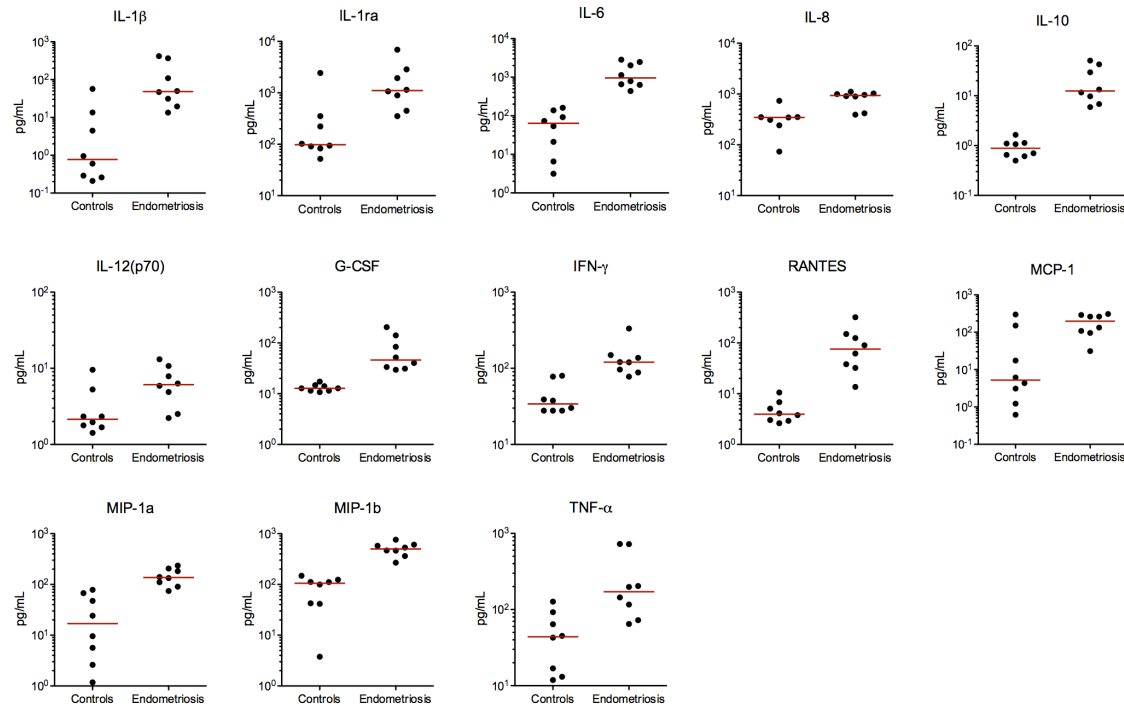 IL-1β
10³
10²
10¹
10⁰
10⁻¹
pg/mL
Controls Endometriosis
IL-1ra
10⁴
10³
10²
10¹
pg/mL
Controls Endometriosis
IL-6
10⁴
10³
10²
10¹
10⁰
pg/mL
Controls Endometriosis
IL-8
10⁴
10³
10²
10¹
pg/mL
Controls Endometriosis
IL-10
10²
10¹
10⁰
10⁻¹
pg/mL
Controls Endometriosis
IL-12(p70)
10²
10¹
10⁰
pg/mL
Controls Endometriosis
G-CSF
10³
10²
10¹
10⁰
pg/mL
Controls Endometriosis
IFN-γ
10³
10²
10¹
pg/mL
Controls Endometriosis
RANTES
10³
10²
10¹
10⁰
pg/mL
Controls Endometriosis
MCP-1
10³
10²
10¹
10⁰
10⁻¹
pg/mL
Controls Endometriosis
MIP-1a
10³
10²
10¹
10⁰
pg/mL
Controls Endometriosis
MIP-1b
10³
10²
10¹
10⁰
pg/mL
Controls Endometriosis
TNF-α
10³
10²
10¹
pg/mL
Controls Endometriosis